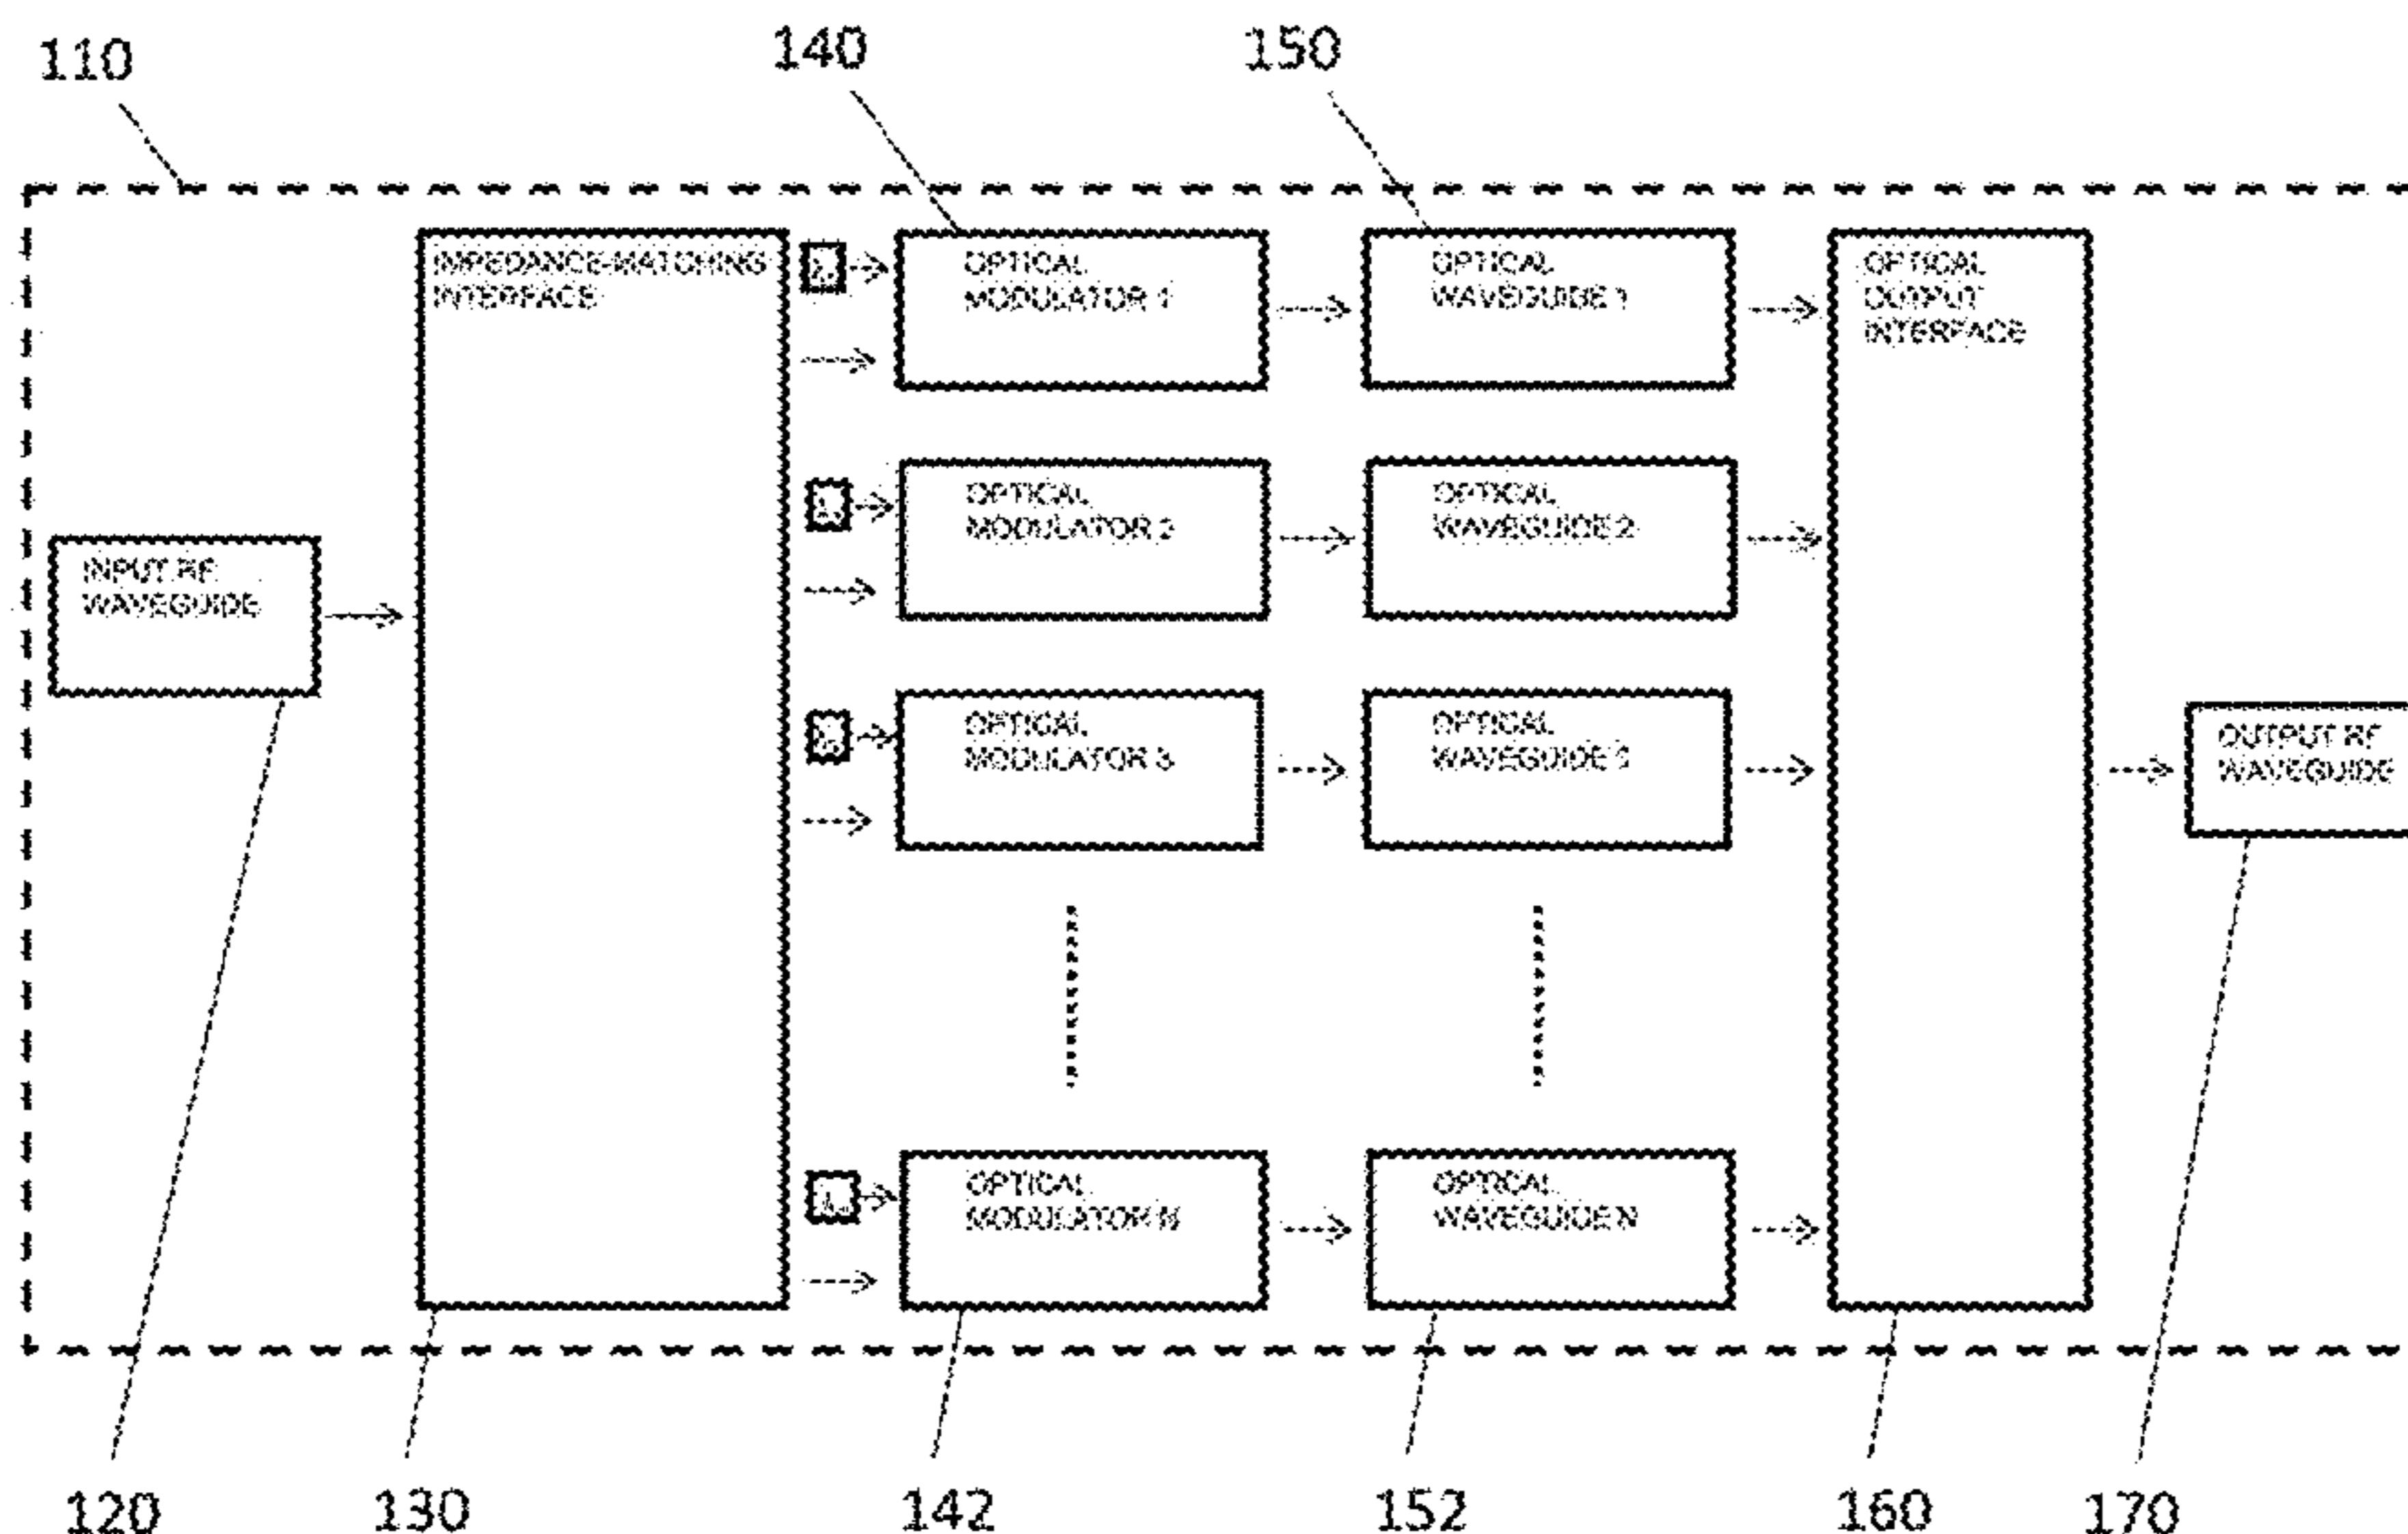 110
140
150
IMPEDANCE-MATCHING
INTERFACE
OPTICAL
MODULATOR 1
OPTICAL
WAVEGUIDE 1
OPTICAL
OUTPUT
INTERFACE
OPTICAL
MODULATOR 2
OPTICAL
WAVEGUIDE 2
INPUT RF
WAVEGUIDE
OPTICAL
MODULATOR 3
OPTICAL
WAVEGUIDE 1
OUTPUT RF
WAVEGUIDE
OPTICAL
MODULATOR N
OPTICAL
WAVEGUIDE N
120
130
142
152
160
170